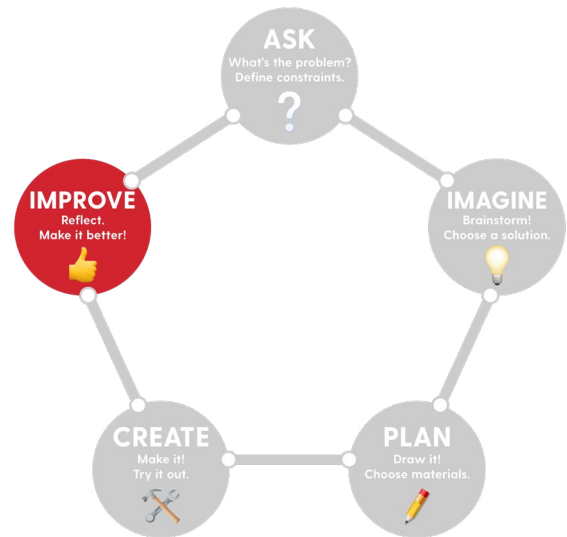 ASK
What's the problem?
Define constraints.
?
IMAGINE
Brainstorm!
Choose a solution.
PLAN
Draw it!
Choose materials.
CREATE
Make it!
Try it out.
IMPROVE
Reflect.
Make it better!